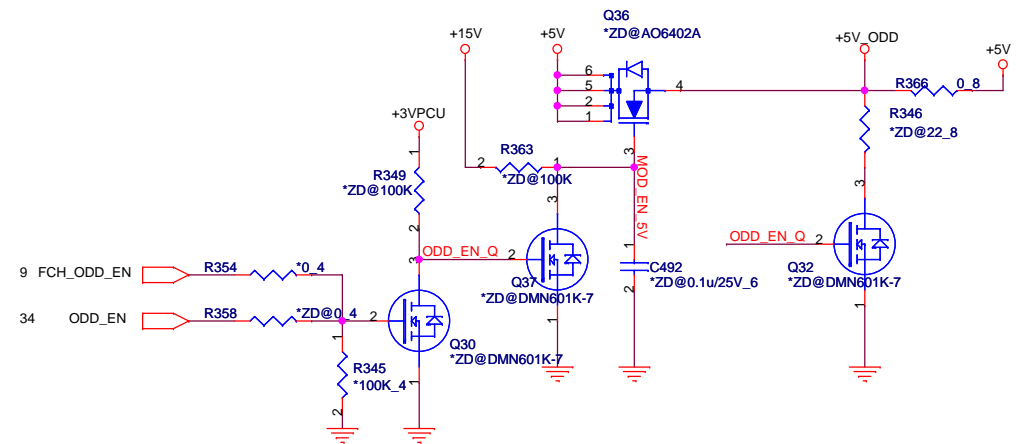 Q36
*ZD@AO6402A
+15V
+5V
+5V_ODD
+5V
6
5
2
1
4
3
R366
0_8
R346
*ZD@22_8
+3VPCU
1
R349
*ZD@100K
2
2
R363
1
*ZD@100K
MOD_EN_5V
3
3
ODD_EN_Q
2
3
ODD_EN_Q
2
1
C492
*ZD@0.1u/25V_6
2
Q37
*ZD@DMN601K-7
1
Q32
*ZD@DMN601K-7
1
9
FCH_ODD_EN
R354
*0_4
34
ODD_EN
R358
*ZD@0_4
2
Q30
*ZD@DMN601K-7
1
1
R345
*100K_4
2